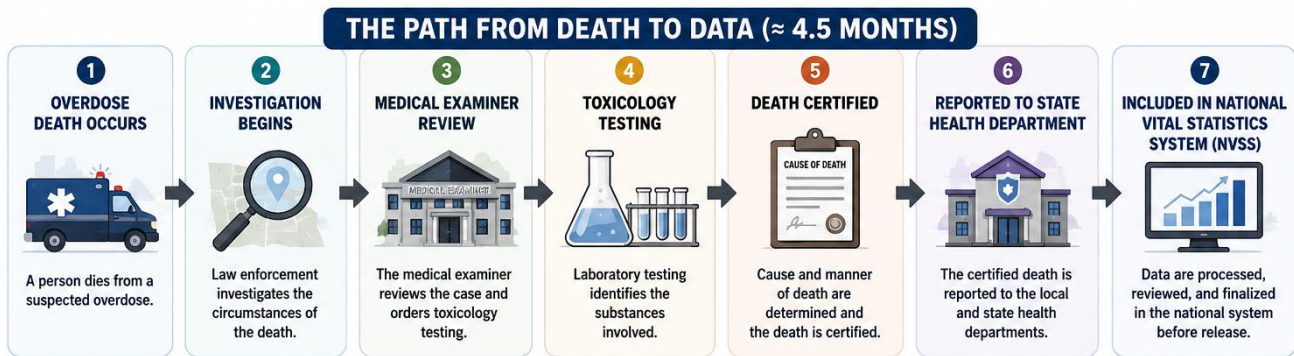 THE PATH FROM DEATH TO DATA (≈ 4.5 MONTHS)
1
OVERDOSE
DEATH OCCURS
A person dies from a
suspected overdose.
2
INVESTIGATION
BEGINS
Law enforcement
investigates the
circumstances of
the death.
3
MEDICAL EXAMINER
REVIEW
MEDICAL EXAMINER
The medical examiner
reviews the case and
orders toxicology
testing.
4
TOXICOLOGY
TESTING
Laboratory testing
identifies the
substances
involved.
5
DEATH CERTIFIED
CAUSE OF DEATH
Cause and manner
of death are
determined and
the death is certified.
6
REPORTED TO STATE
HEALTH DEPARTMENT
The certified death is
reported to the local
and state health
departments.
7
INCLUDED IN NATIONAL
VITAL STATISTICS
SYSTEM (NVSS)
Data are processed,
reviewed, and finalized
in the national system
before release.